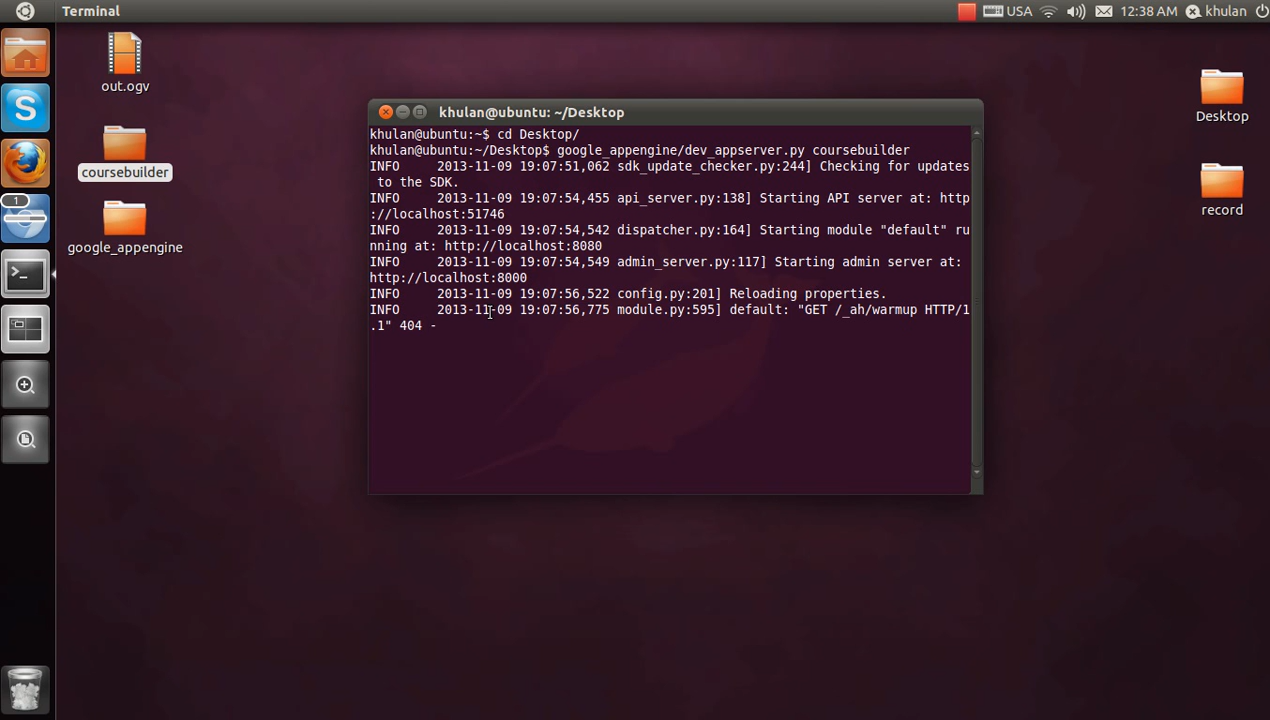 Terminal
USA
12:38 AM
khulan
out.ogv
coursebuilder
google_appengine
Desktop
record
1
khulan@ubuntu: ~/Desktop
khulan@ubuntu:~$ cd Desktop/
khulan@ubuntu:~/Desktop$ google_appengine/dev_appserver.py coursebuilder
INFO     2013-11-09 19:07:51,062 sdk_update_checker.py:244] Checking for updates
 to the SDK.
INFO     2013-11-09 19:07:54,455 api_server.py:138] Starting API server at: http
://localhost:51746
INFO     2013-11-09 19:07:54,542 dispatcher.py:164] Starting module "default" ru
nning at: http://localhost:8080
INFO     2013-11-09 19:07:54,549 admin_server.py:117] Starting admin server at:
http://localhost:8000
INFO     2013-11-09 19:07:56,522 config.py:201] Reloading properties.
INFO     2013-11-09 19:07:56,775 module.py:595] default: "GET /_ah/warmup HTTP/1
.1" 404 -